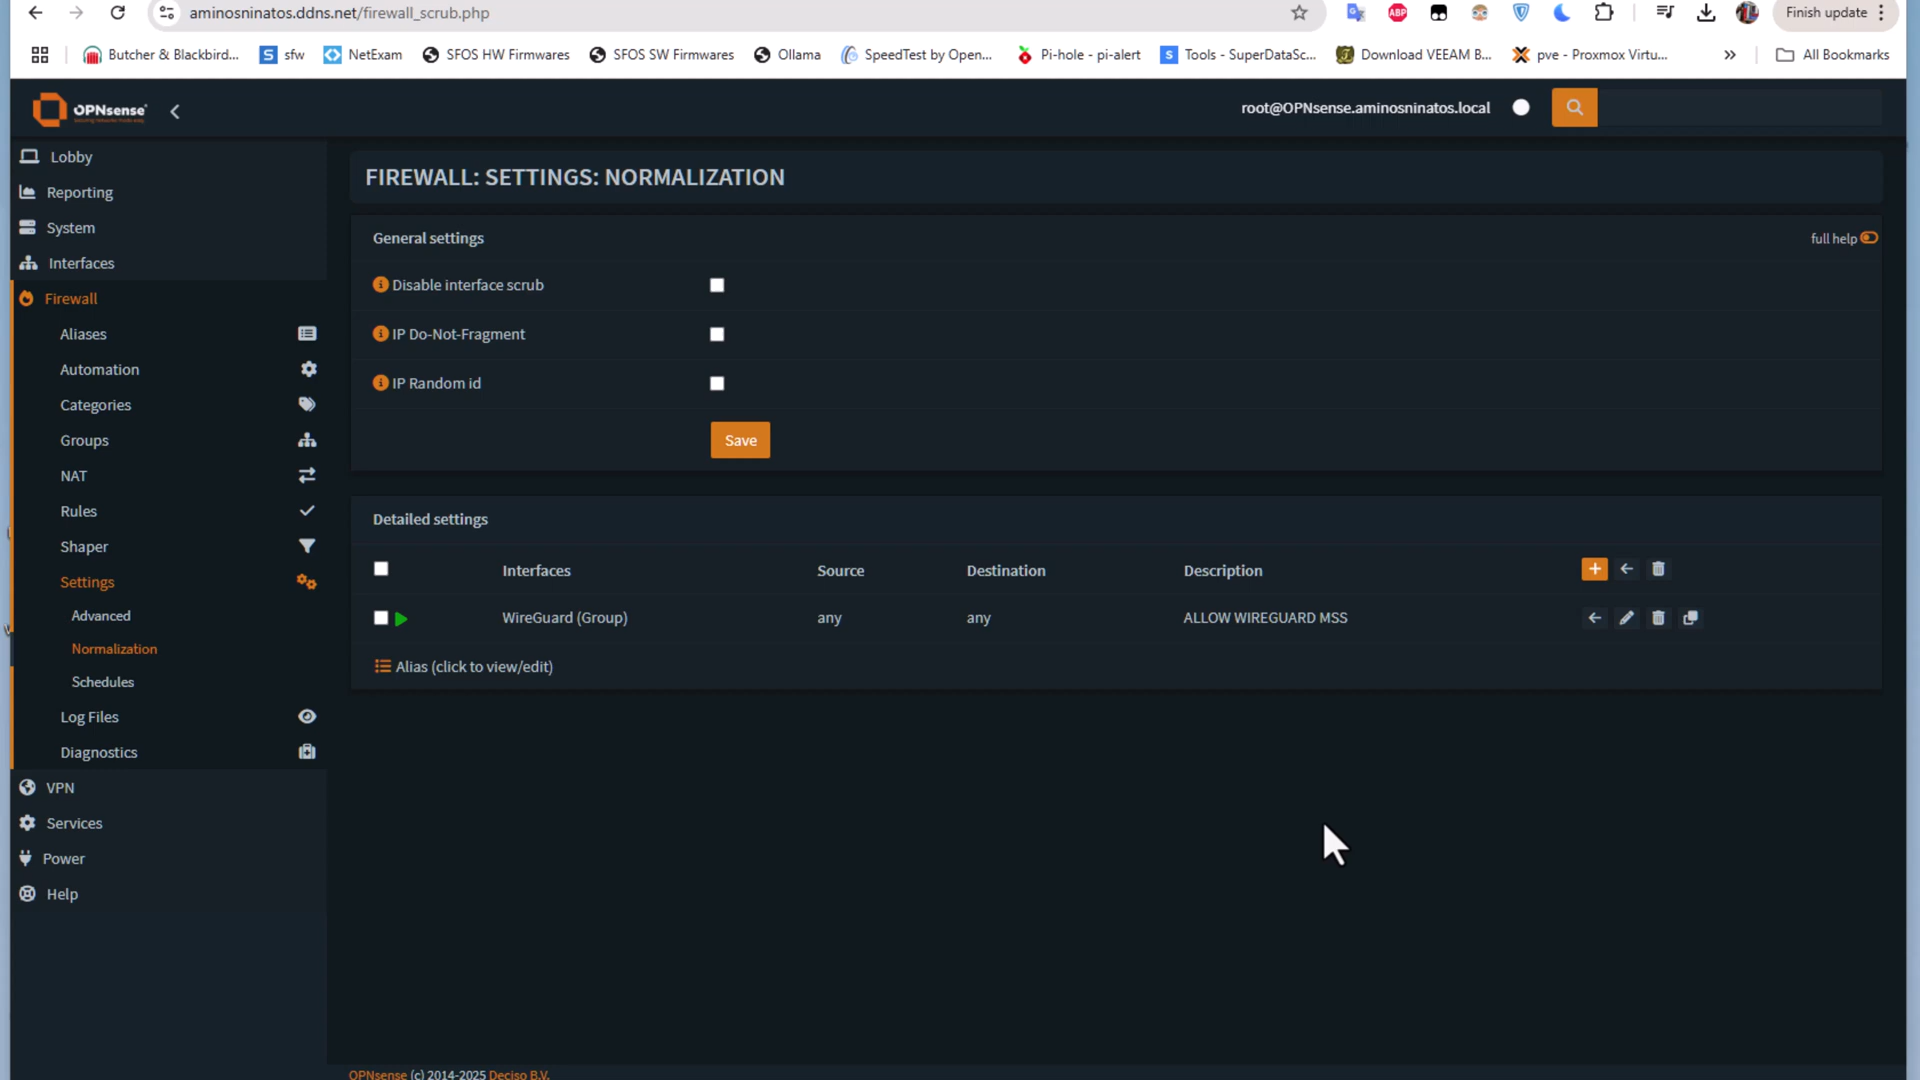 aminosninatos.ddns.net/firewall_scrub.php
ABP
Finish update
Butcher & Blackbird...
sfw
NetExam
SFOS HW Firmwares
SFOS SW Firmwares
Ollama
SpeedTest by Open...
Pi-hole - pi-alert
Tools - SuperDataSc...
Download VEEAM B...
pve - Proxmox Virtu...
All Bookmarks
OPNsense
root@OPNsense.aminosninatos.local
Lobby
Reporting
System
Interfaces
Firewall
Aliases
Automation
Categories
Groups
NAT
Rules
Shaper
Settings
Advanced
Normalization
Schedules
Log Files
Diagnostics
VPN
Services
Power
Help
FIREWALL: SETTINGS: NORMALIZATION
General settings
full help
Disable interface scrub
IP Do-Not-Fragment
IP Random id
Save
Detailed settings
Interfaces Source Destination Description
WireGuard (Group) any any ALLOW WIREGUARD MSS
Alias (click to view/edit)
OPNsense (c) 2014-2025 Deciso B.V.